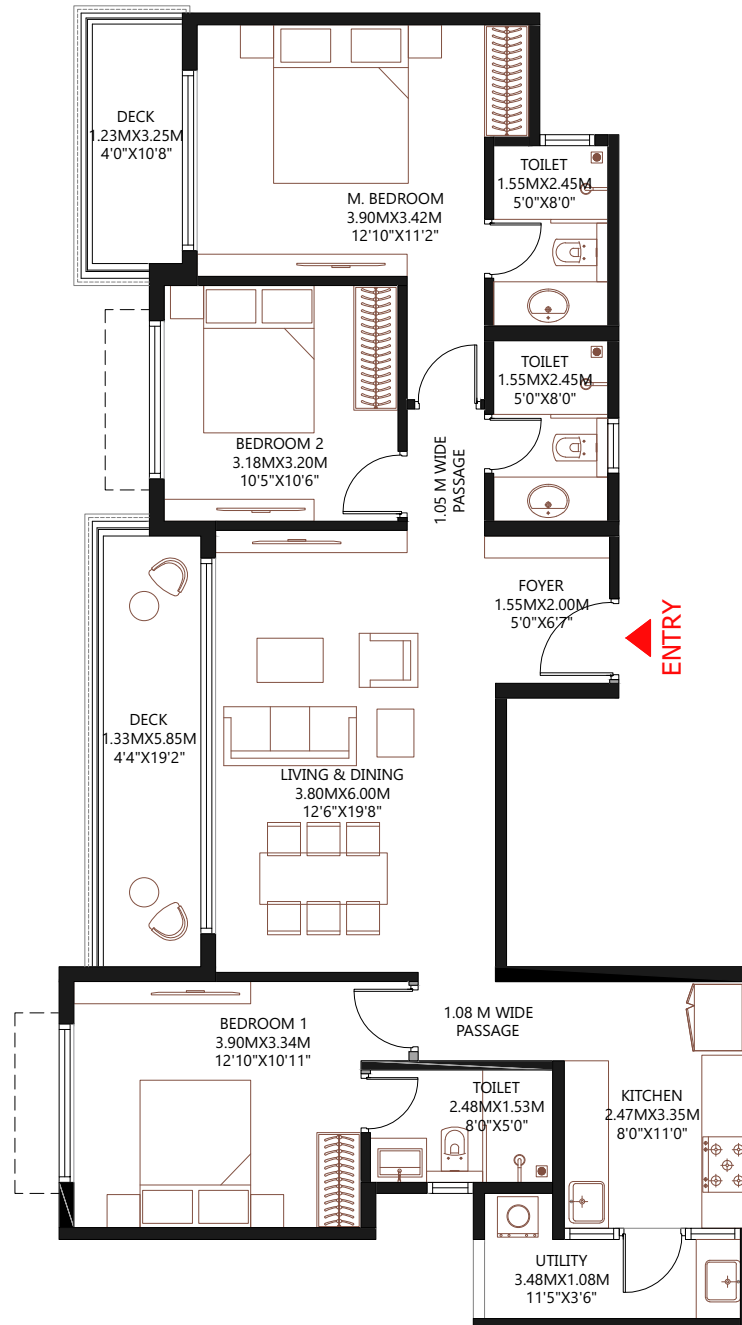 DECK
1.23MX3.25M
4'0"X10'8"
M. BEDROOM
3.90MX3.42M
12'10"X11'2"
TOILET
1.55MX2.45M
5'0"X8'0"
TOILET
1.55MX2.45M
5'0"X8'0"
BEDROOM 2
3.18MX3.20M
10'5"X10'6"
1.05 M WIDE
PASSAGE
FOYER
1.55MX2.00M
5'0"X6'7"
ENTRY
DECK
1.33MX5.85M
4'4"X19'2"
LIVING & DINING
3.80MX6.00M
12'6"X19'8"
BEDROOM 1
3.90MX3.34M
12'10"X10'11"
1.08 M WIDE
PASSAGE
TOILET
2.48MX1.53M
8'0"X5'0"
KITCHEN
2.47MX3.35M
8'0"X11'0"
UTILITY
3.48MX1.08M
11'5"X3'6"